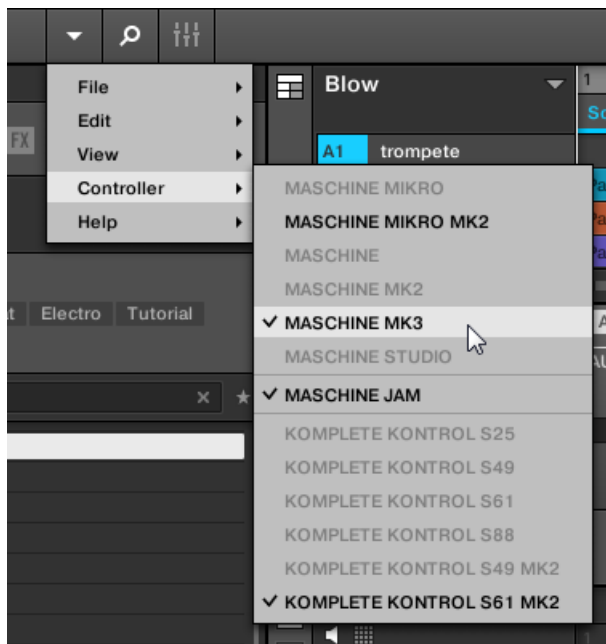 File
Edit
View
Controller
Help
FX
Blow
1
A1 trompete
MASCHINE MIKRO
MASCHINE MIKRO MK2
MASCHINE
MASCHINE MK2
MASCHINE MK3
MASCHINE STUDIO
MASCHINE JAM
KOMPLETE KONTROL S25
KOMPLETE KONTROL S49
KOMPLETE KONTROL S61
KOMPLETE KONTROL S88
KOMPLETE KONTROL S49 MK2
KOMPLETE KONTROL S61 MK2
Electro Tutorial
1